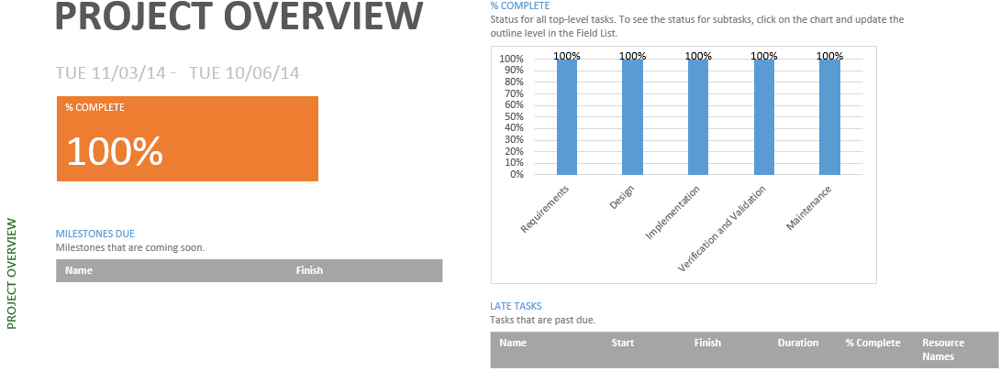 PROJECT OVERVIEW
TUE 11/03/14 - TUE 10/06/14
% COMPLETE
100%
MILESTONES DUE
Milestones that are coming soon.
Name Finish
PROJECT OVERVIEW
% COMPLETE
Status for all top-level tasks. To see the status for subtasks, click on the chart and update the
outline level in the Field List.
100% 100% 100% 100% 100%
100%
90%
80%
70%
60%
50%
40%
30%
20%
10%
0%
Requirements
Design
Implementation
Verification and Validation
Maintenance
LATE TASKS
Tasks that are past due.
Name Start Finish Duration % Complete Resource
Names